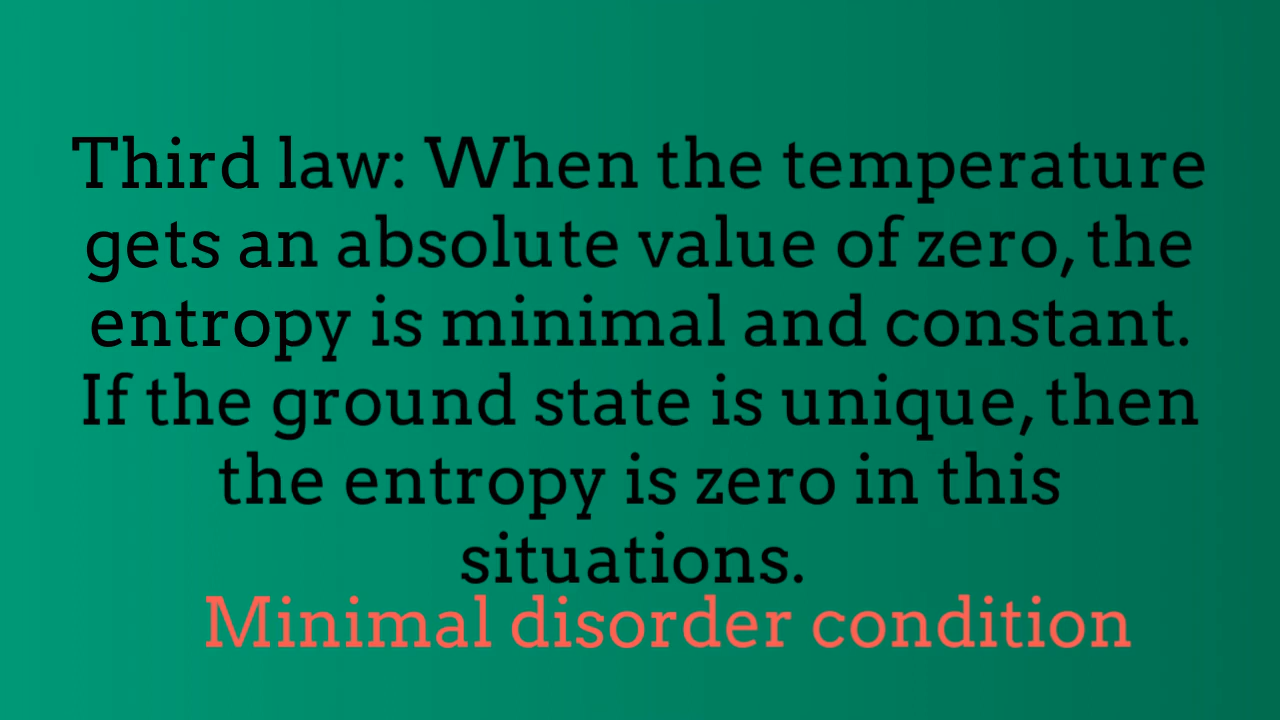 Third law: When the temperature
gets an absolute value of zero, the
entropy is minimal and constant.
If the ground state is unique, then
the entropy is zero in this
situations.
Minimal disorder condition